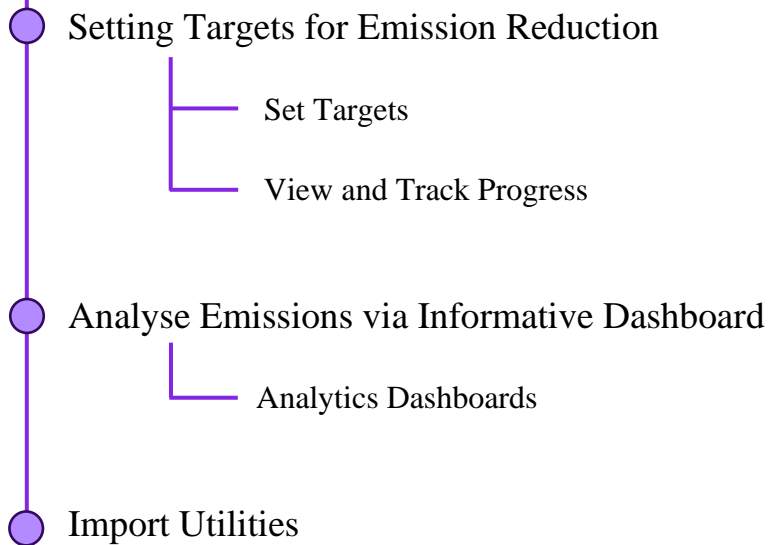 Setting Targets for Emission Reduction
Set Targets
View and Track Progress
Analyse Emissions via Informative Dashboard
Analytics Dashboards
Import Utilities